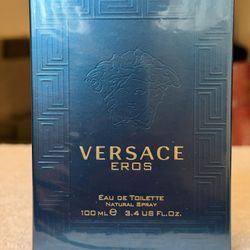 VERSACE
EROS
EAU DE TOILETTE
NATURAL SPRAY
100 ML ℮ 3.4 US FL.OZ.